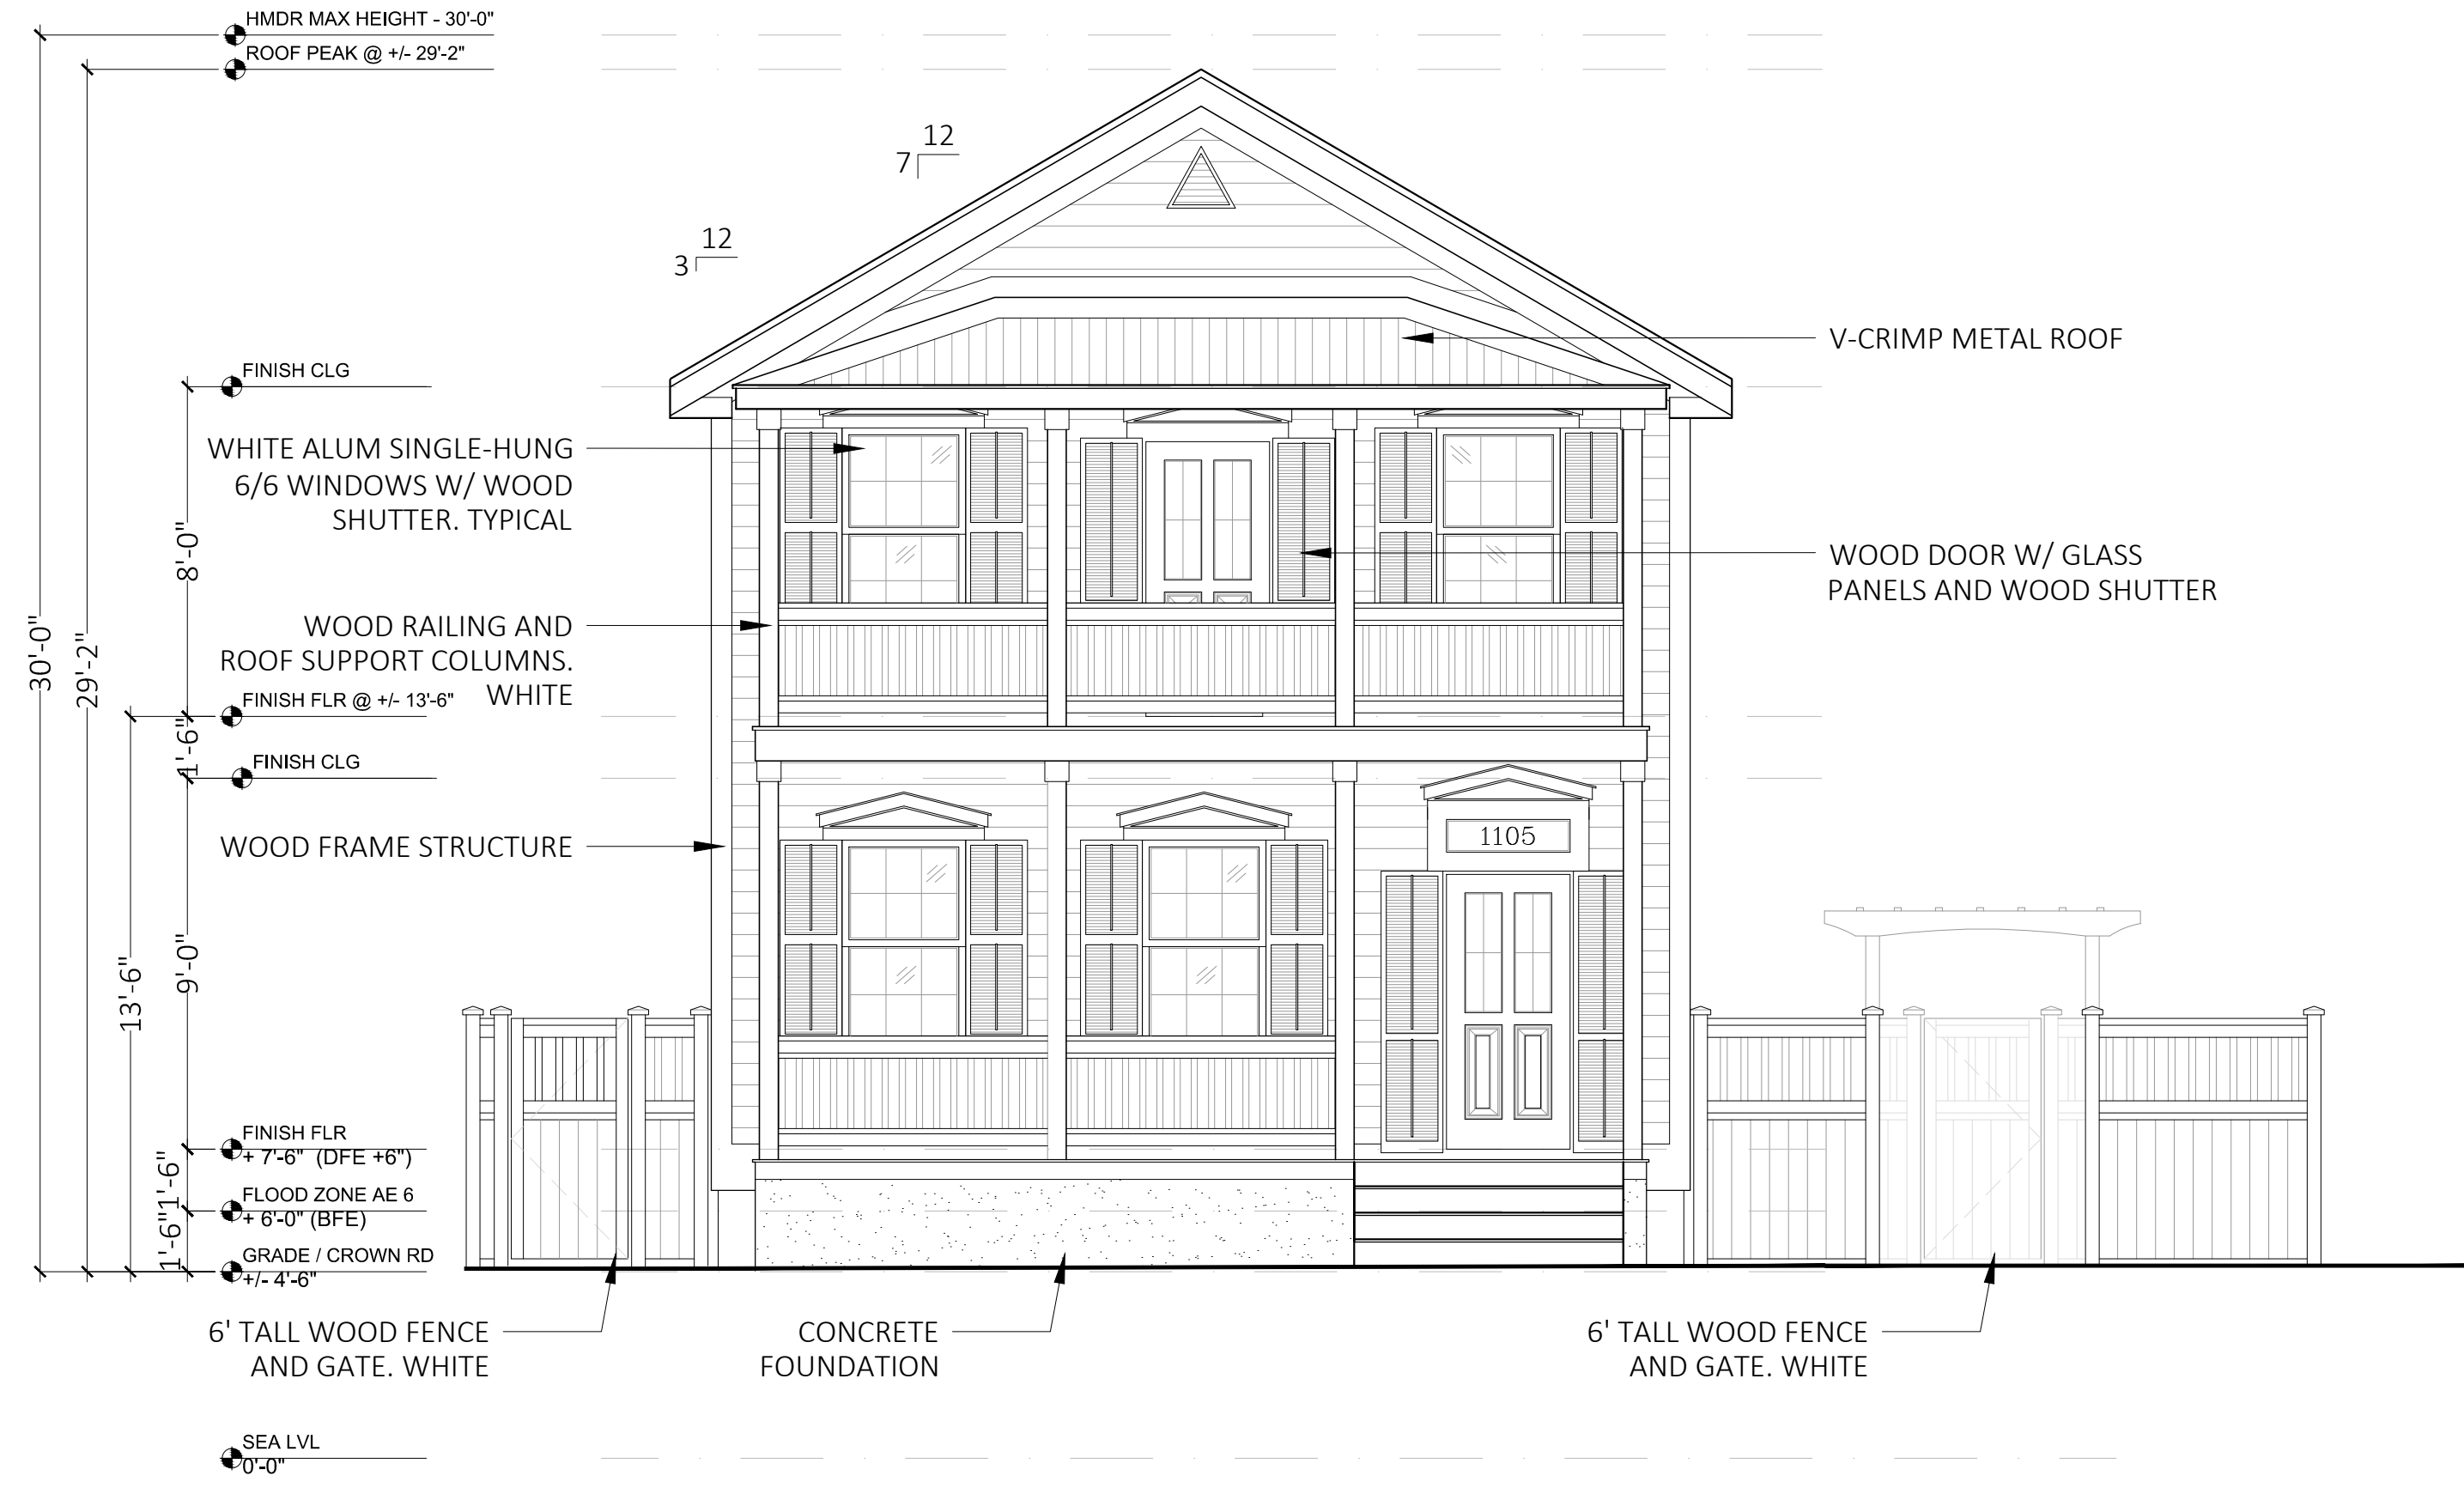 HMDR MAX HEIGHT - 30'-0"
ROOF PEAK @ +/- 29'-2"
12
7
12
3
FINISH CLG
V-CRIMP METAL ROOF
WHITE ALUM SINGLE-HUNG
6/6 WINDOWS W/ WOOD
SHUTTER. TYPICAL
8'-0"
WOOD DOOR W/ GLASS
PANELS AND WOOD SHUTTER
WOOD RAILING AND
ROOF SUPPORT COLUMNS.
WHITE
30'-0"
29'-2"
FINISH FLR @ +/- 13'-6"
1'-6"
FINISH CLG
1105
WOOD FRAME STRUCTURE
9'-0"
13'-6"
FINISH FLR
+ 7'-6" (DFE +6")
1'-6"
FLOOD ZONE AE 6
+ 6'-0" (BFE)
1'-6"
GRADE / CROWN RD
+/- 4'-6"
6' TALL WOOD FENCE
AND GATE. WHITE
CONCRETE
FOUNDATION
6' TALL WOOD FENCE
AND GATE. WHITE
SEA LVL
0'-0"